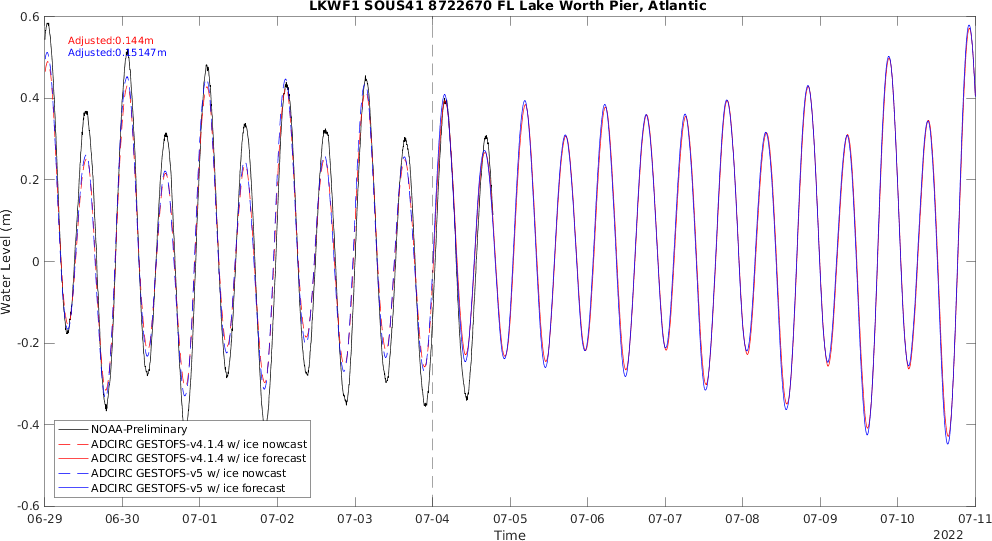 LKWF1 SOUS41 8722670 FL Lake Worth Pier, Atlantic
Adjusted:0.144m
Adjusted:0.15147m
Water Level (m)
0.6
0.4
0.2
0
-0.2
-0.4
-0.6
NOAA-Preliminary
ADCIRC GESTOFS-v4.1.4 w/ ice nowcast
ADCIRC GESTOFS-v4.1.4 w/ ice forecast
ADCIRC GESTOFS-v5 w/ ice nowcast
ADCIRC GESTOFS-v5 w/ ice forecast
06-29 06-30 07-01 07-02 07-03 07-04 07-05 07-06 07-07 07-08 07-09 07-10 07-11
Time
2022